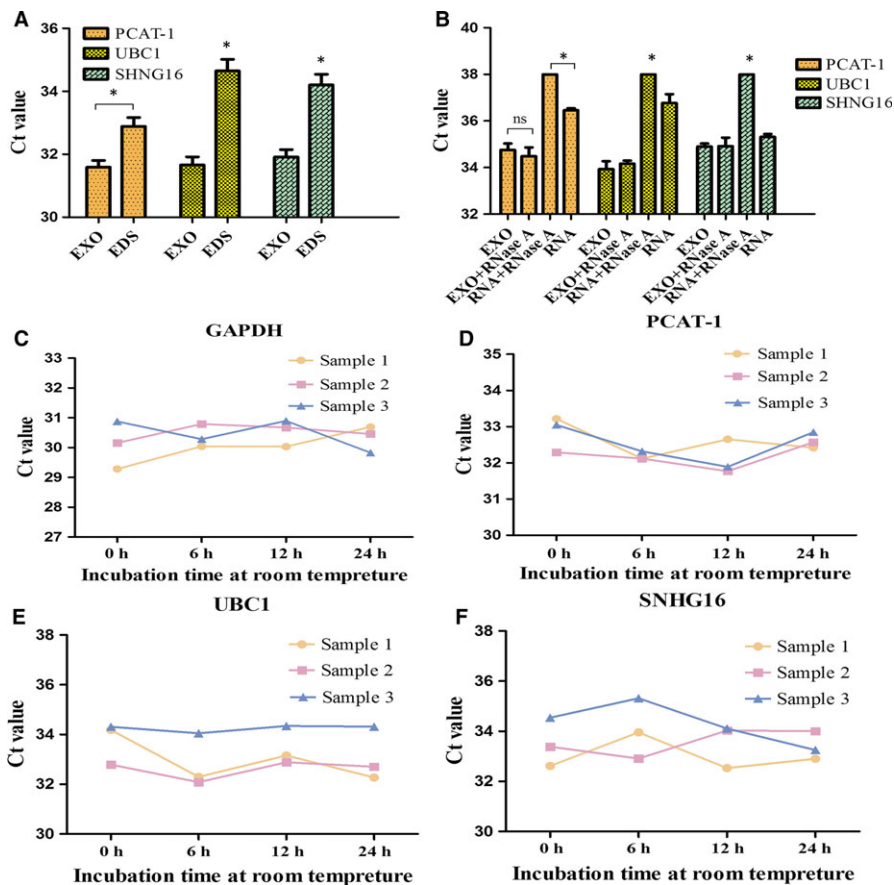 A
PCAT-1
UBC1
SHNG16
Ct value
36
34
32
30
*
*
*
EXO
EDS
EXO
EDS
EXO
EDS
B
PCAT-1
UBC1
SHNG16
Ct value
42
40
38
36
34
32
ns
*
*
*
EXO
EXO+RNase A
RNA+RNase A
RNA
EXO
EXO+RNase A
RNA+RNase A
RNA
EXO
EXO+RNase A
RNA+RNase A
RNA
C
GAPDH
Sample 1
Sample 2
Sample 3
Ct value
33
32
31
30
29
28
27
0 h
6 h
12 h
24 h
Incubation time at room tempreture
D
PCAT-1
Sample 1
Sample 2
Sample 3
Ct value
35
34
33
32
31
30
0 h
6 h
12 h
24 h
Incubation time at room tempreture
E
UBC1
Sample 1
Sample 2
Sample 3
Ct value
38
36
34
32
30
0 h
6 h
12 h
24 h
Incubation time at room tempreture
F
SNHG16
Sample 1
Sample 2
Sample 3
Ct value
38
36
34
32
30
0 h
6 h
12 h
24 h
Incubation time at room tempreture